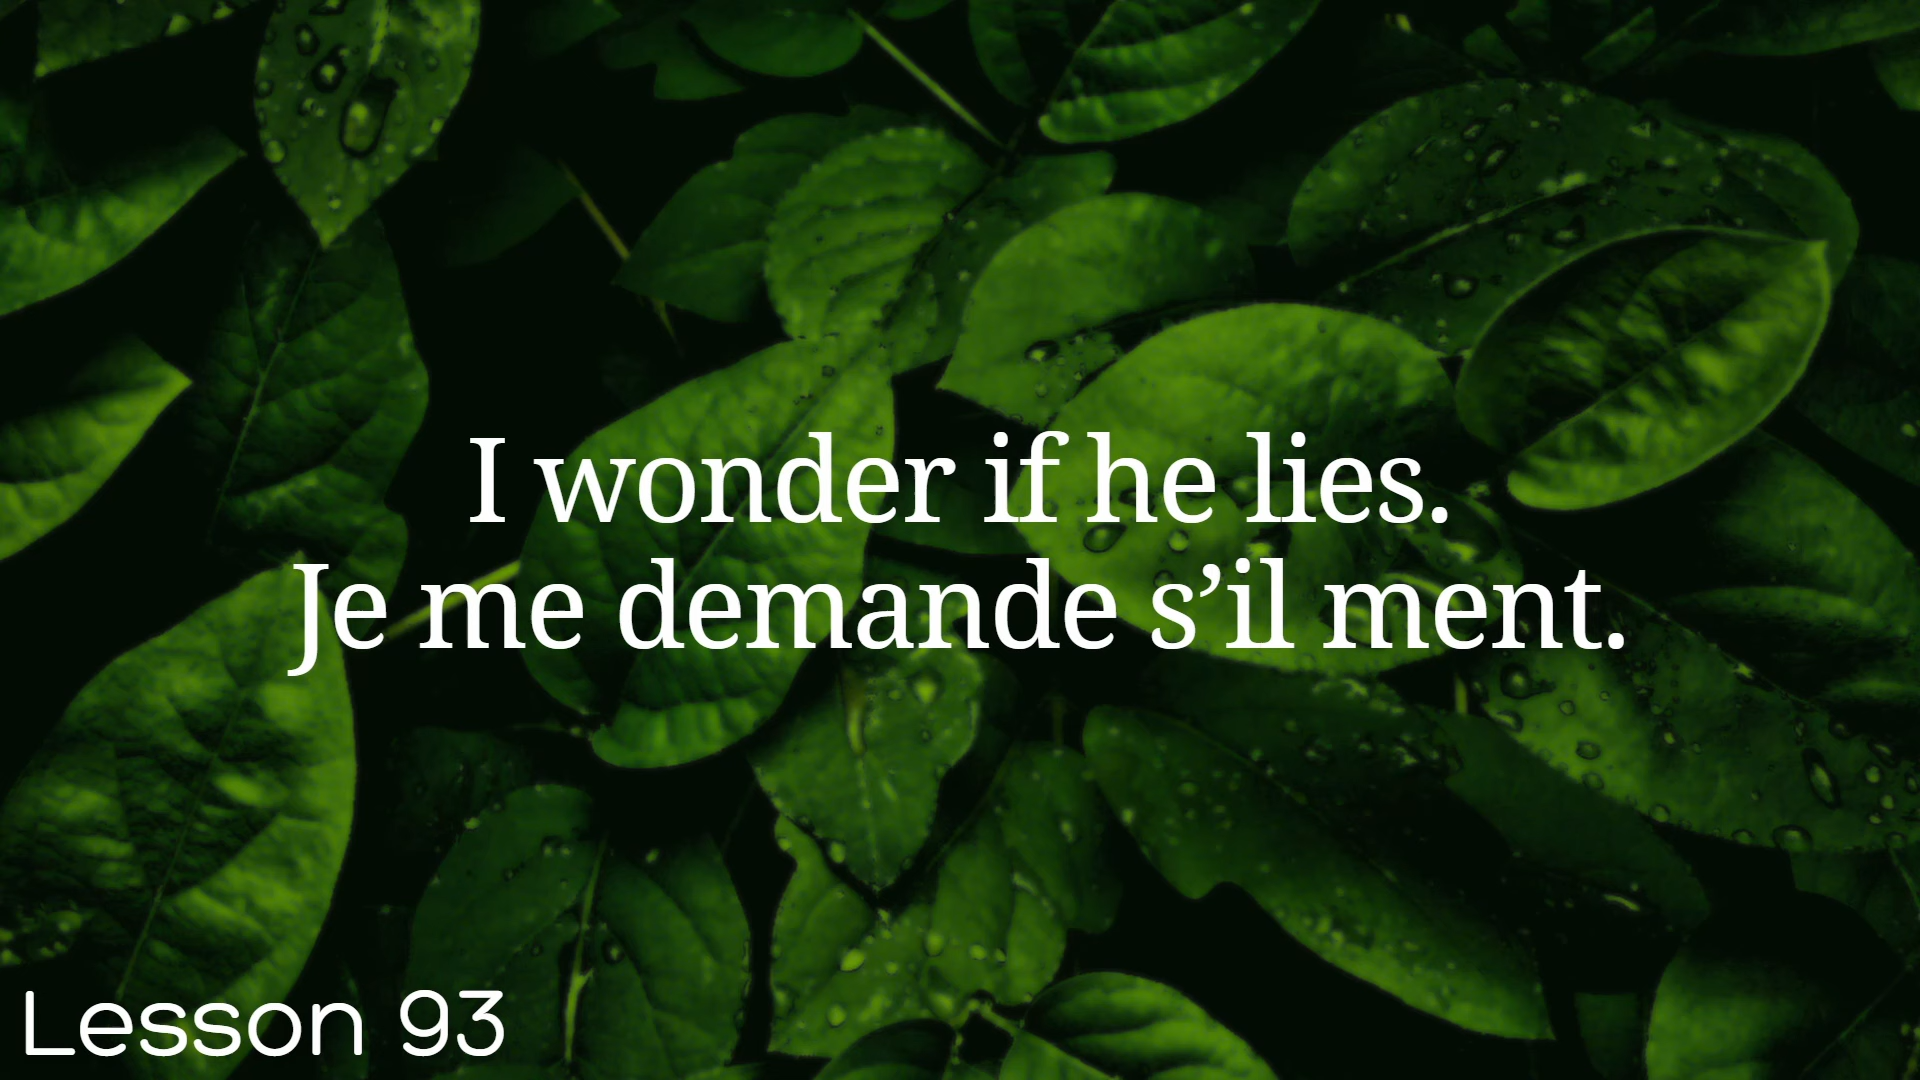 I wonder if he lies.
Je me demande s’il ment.
Lesson 93